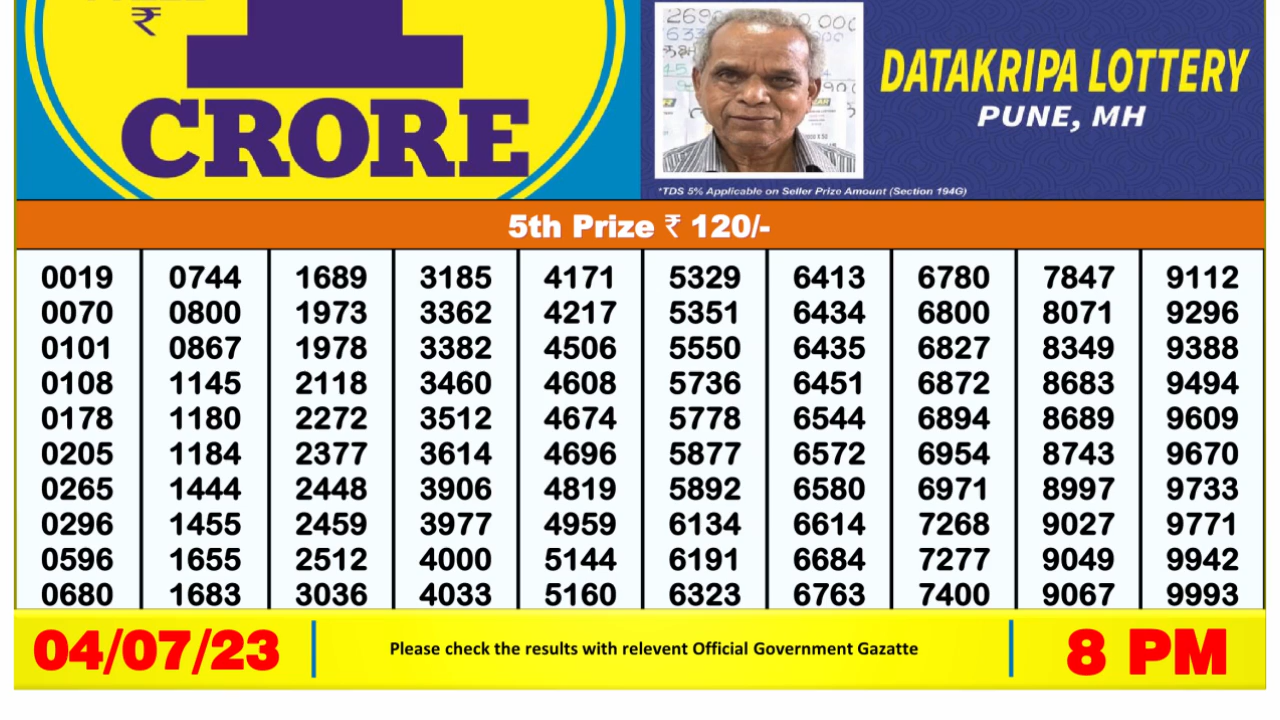 ₹
CRORE
DATAKRIPA LOTTERY
PUNE, MH
*TDS 5% Applicable on Seller Prize Amount (Section 194G)
5th Prize ₹ 120/-
0019 0744 1689 3185 4171 5329 6413 6780 7847 9112
0070 0800 1973 3362 4217 5351 6434 6800 8071 9296
0101 0867 1978 3382 4506 5550 6435 6827 8349 9388
0108 1145 2118 3460 4608 5736 6451 6872 8683 9494
0178 1180 2272 3512 4674 5778 6544 6894 8689 9609
0205 1184 2377 3614 4696 5877 6572 6954 8743 9670
0265 1444 2448 3906 4819 5892 6580 6971 8997 9733
0296 1455 2459 3977 4959 6134 6614 7268 9027 9771
0596 1655 2512 4000 5144 6191 6684 7277 9049 9942
0680 1683 3036 4033 5160 6323 6763 7400 9067 9993
04/07/23
Please check the results with relevent Official Government Gazatte
8 PM